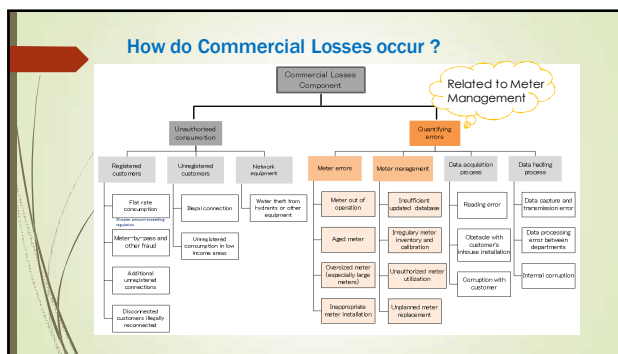 How do Commercial Losses occur ?
Commercial Losses
Component
Related to Meter
Management
Unauthorised
consumption
Quantifying
errors
Registered
customers
Unregistered
customers
Network
equipment
Meter errors
Meter management
Data acquisition
process
Data hadling
process
Flat rate
consumption
regulation
Meter-by-pass and
other fraud
Additional
unregistered
connections
Disconnected
customers illegally
reconnected
Illegal connection
Unregistered
consumption in low
income areas
Water theft from
hydrants or other
equipment
Meter out of
operation
Aged meter
Oversized meter
(especially large
meters)
Inappropriate
meter installation
Insufficient
updated database
Irregulary meter
inventory and
calibration
Unauthorized meter
utilization
Unplanned meter
replacement
Reading error
Obstacle with
customer's
inhouse installation
Corruption with
customer
Data capture and
transmission error
Data processing
error between
departments
Internal corruption